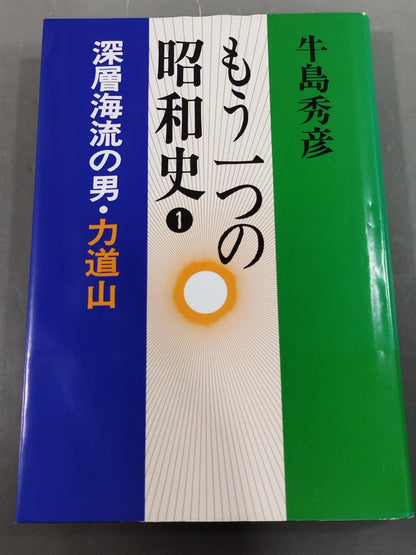 牛島秀彦
もう一つの
昭和史❶
深層海流の男・力道山